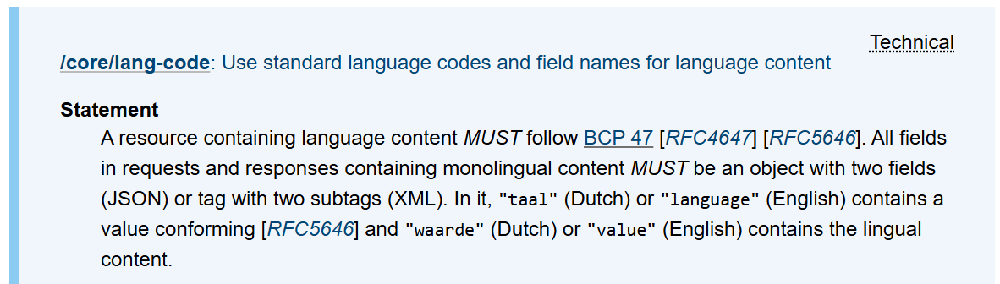 Technical
/core/lang-code: Use standard language codes and field names for language content
Statement
A resource containing language content MUST follow BCP 47 [RFC4647] [RFC5646]. All fields
in requests and responses containing monolingual content MUST be an object with two fields
(JSON) or tag with two subtags (XML). In it, "taal" (Dutch) or "language" (English) contains a
value conforming [RFC5646] and "waarde" (Dutch) or "value" (English) contains the lingual
content.